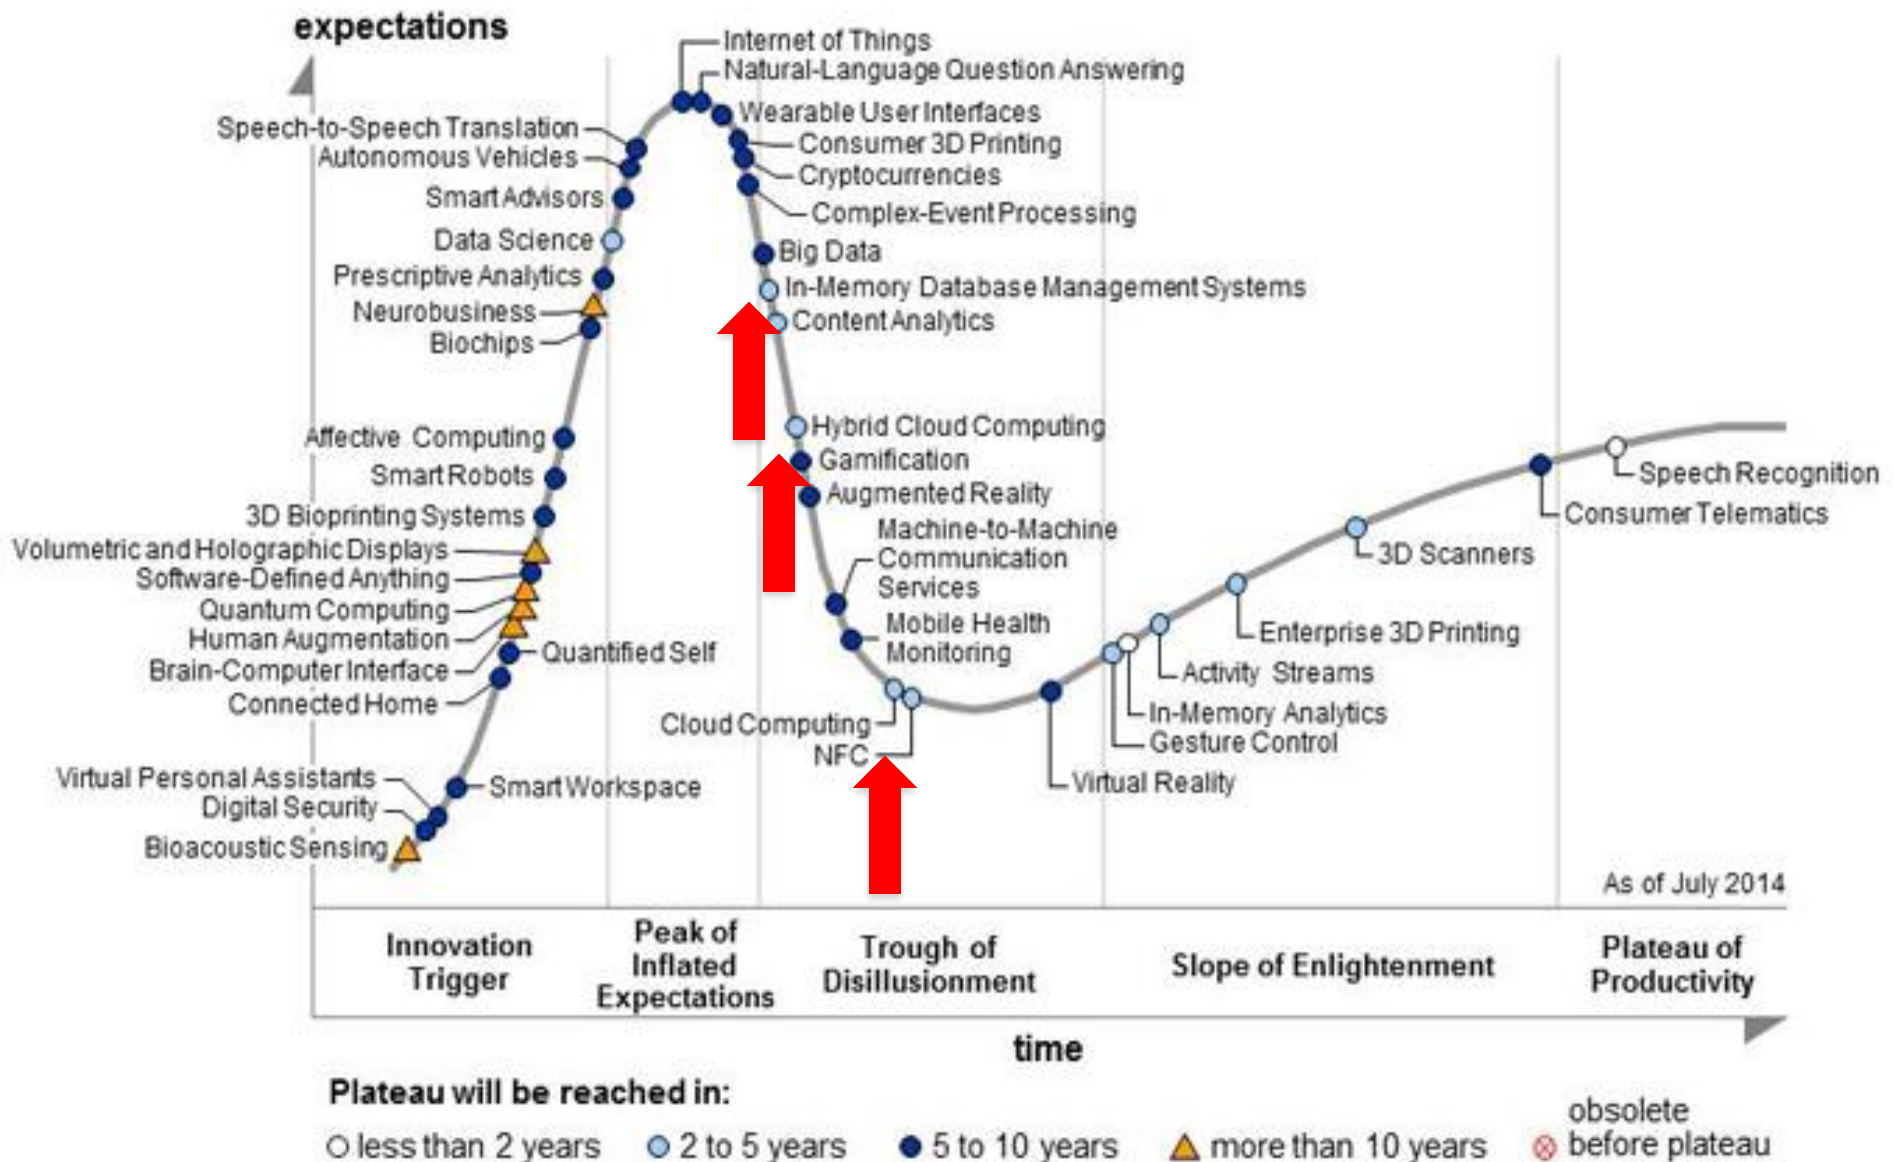 expectations
Internet of Things
Natural-Language Question Answering
Wearable User Interfaces
Consumer 3D Printing
Cryptocurrencies
Complex-Event Processing
Big Data
In-Memory Database Management Systems
Content Analytics
Hybrid Cloud Computing
Gamification
Augmented Reality
Machine-to-Machine
Communication
Services
Mobile Health
Monitoring
Speech-to-Speech Translation
Autonomous Vehicles
Smart Advisors
Data Science
Prescriptive Analytics
Neurobusiness
Biochips
Affective Computing
Smart Robots
3D Bioprinting Systems
Volumetric and Holographic Displays
Software-Defined Anything
Quantum Computing
Human Augmentation
Brain-Computer Interface
Quantified Self
Connected Home
Virtual Personal Assistants
Smart Workspace
Digital Security
Bioacoustic Sensing
Cloud Computing
NFC
Virtual Reality
Speech Recognition
Consumer Telematics
3D Scanners
Enterprise 3D Printing
Activity Streams
In-Memory Analytics
Gesture Control
As of July 2014
Innovation
Trigger
Peak of
Inflated
Expectations
Trough of
Disillusionment
Slope of Enlightenment
Plateau of
Productivity
time
Plateau will be reached in:
less than 2 years
2 to 5 years
5 to 10 years
more than 10 years
obsolete
before plateau